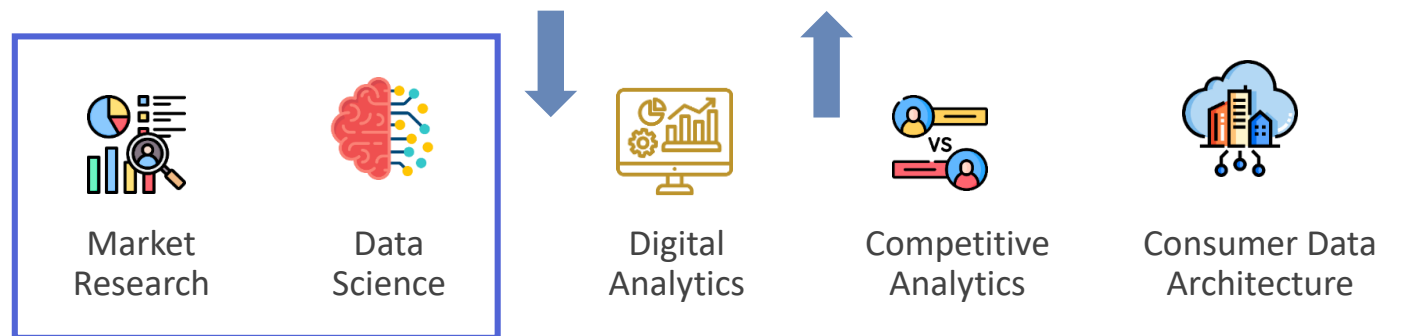 VS
Market
Research
Data
Science
Digital
Analytics
Competitive
Analytics
Consumer Data
Architecture